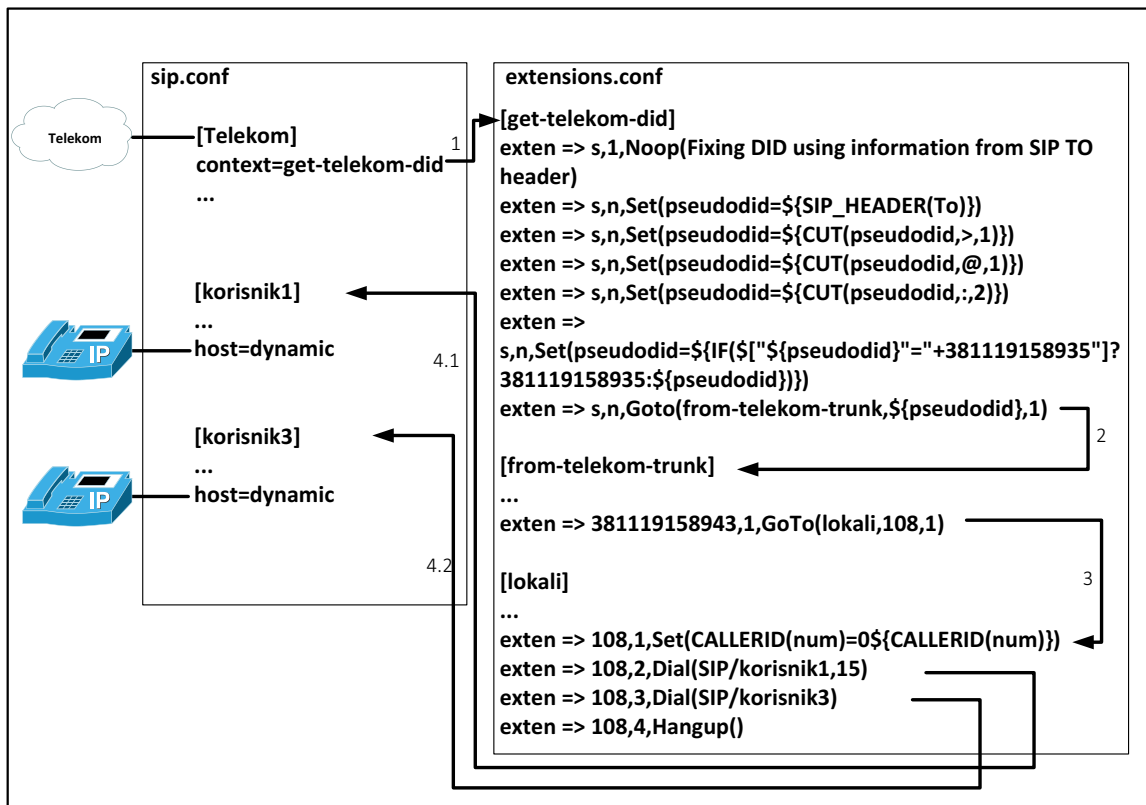 sip.conf
Telekom
[Telekom]
context=get-telekom-did
...
1
[korisnik1]
...
host=dynamic
IP
4.1
[korisnik3]
...
host=dynamic
IP
4.2
extensions.conf
[get-telekom-did]
exten => s,1,Noop(Fixing DID using information from SIP TO
header)
exten => s,n,Set(pseudodid=${SIP_HEADER(To)})
exten => s,n,Set(pseudodid=${CUT(pseudodid,>,1)})
exten => s,n,Set(pseudodid=${CUT(pseudodid,@,1)})
exten => s,n,Set(pseudodid=${CUT(pseudodid,:,2)})
exten =>
s,n,Set(pseudodid=${IF($["${pseudodid}"="+381119158935"]?
381119158935:${pseudodid})})
exten => s,n,Goto(from-telekom-trunk,${pseudodid},1)
2
[from-telekom-trunk]
...
exten => 381119158943,1,GoTo(lokali,108,1)
3
[lokali]
...
exten => 108,1,Set(CALLERID(num)=0${CALLERID(num)})
exten => 108,2,Dial(SIP/korisnik1,15)
exten => 108,3,Dial(SIP/korisnik3)
exten => 108,4,Hangup()